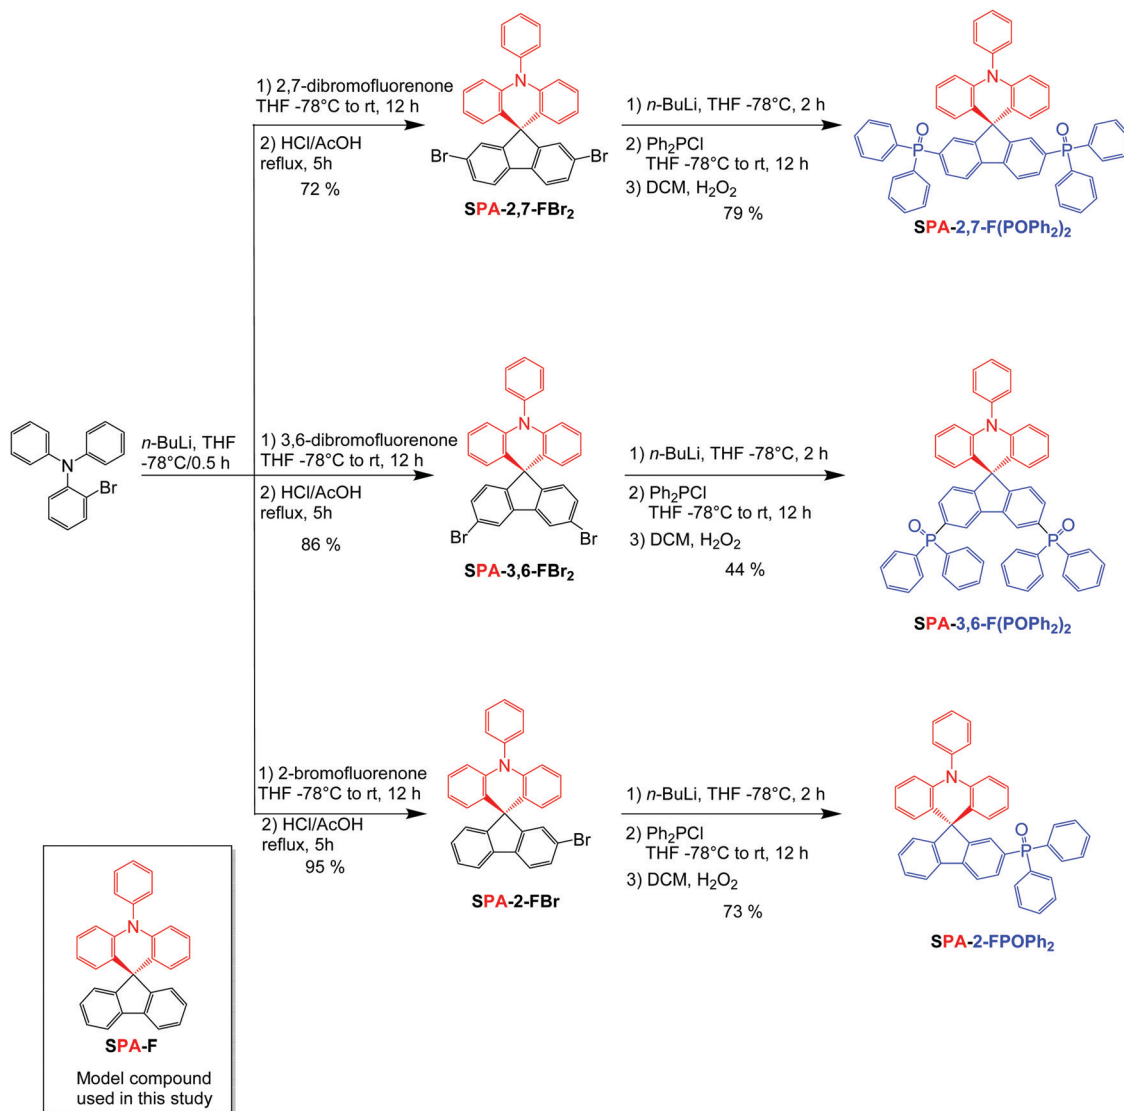 1) 2,7-dibromofluorenone
THF -78°C to rt, 12 h
2) HCl/AcOH
reflux, 5h
72 %
N
Br
Br
SPA-2,7-FBr₂
1) n-BuLi, THF -78°C, 2 h
2) Ph₂PCl
THF -78°C to rt, 12 h
3) DCM, H₂O₂
79 %
N
O
P
O
P
SPA-2,7-F(POPh₂)₂
N
Br
n-BuLi, THF
-78°C/0.5 h
1) 3,6-dibromofluorenone
THF -78°C to rt, 12 h
2) HCl/AcOH
reflux, 5h
86 %
N
Br
Br
SPA-3,6-FBr₂
1) n-BuLi, THF -78°C, 2 h
2) Ph₂PCl
THF -78°C to rt, 12 h
3) DCM, H₂O₂
44 %
N
O
P
O
P
SPA-3,6-F(POPh₂)₂
1) 2-bromofluorenone
THF -78°C to rt, 12 h
2) HCl/AcOH
reflux, 5h
95 %
N
Br
SPA-2-FBr
1) n-BuLi, THF -78°C, 2 h
2) Ph₂PCl
THF -78°C to rt, 12 h
3) DCM, H₂O₂
73 %
N
O
P
SPA-2-FPOPh₂
N
SPA-F
Model compound
used in this study